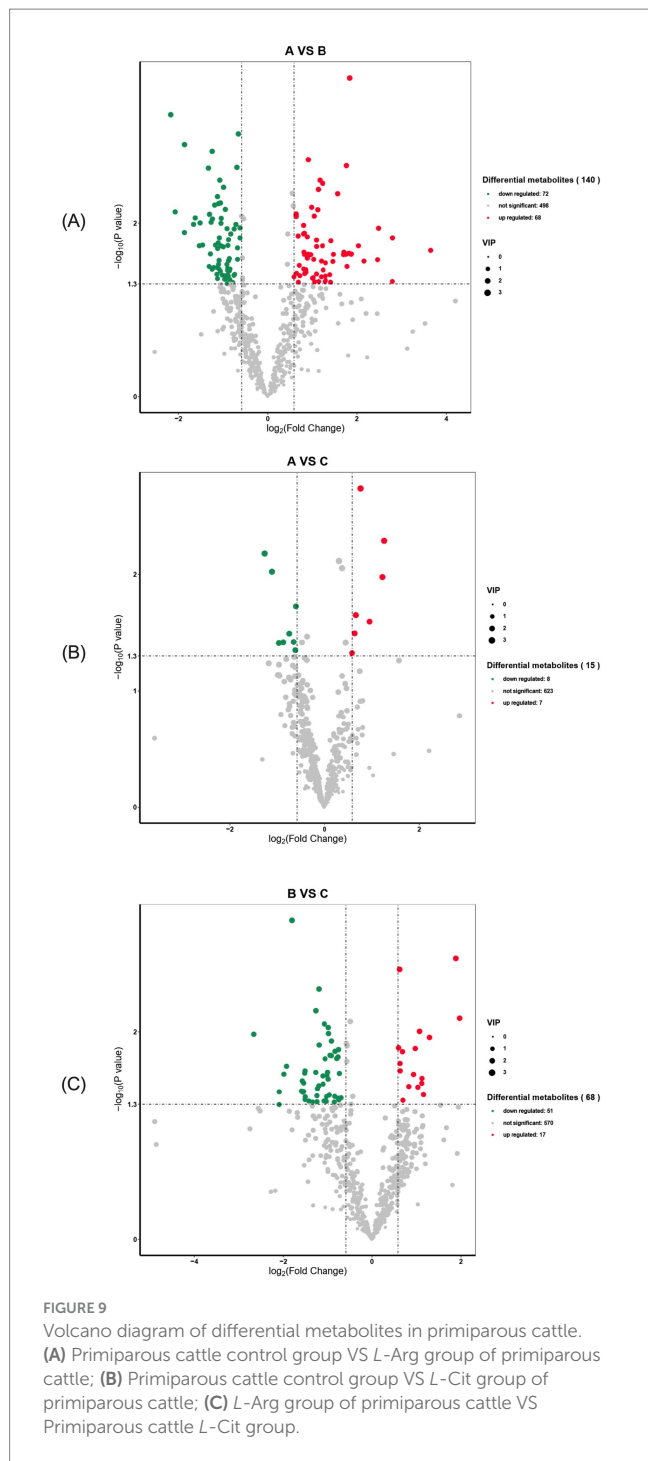 A VS B
(A)
−log₁₀(P value)
2
1.3
0
−2
0
2
4
log₂(Fold Change)
Differential metabolites ( 140 )
down regulated: 72
not significant: 498
up regulated: 68
VIP
0
1
2
3
A VS C
(B)
−log₁₀(P value)
2
1.3
1
0
−2
0
2
log₂(Fold Change)
VIP
0
1
2
3
Differential metabolites ( 15 )
down regulated: 8
not significant: 623
up regulated: 7
B VS C
(C)
−log₁₀(P value)
2
1.3
0
−4
−2
0
2
log₂(Fold Change)
VIP
0
1
2
3
Differential metabolites ( 68 )
down regulated: 51
not significant: 570
up regulated: 17
FIGURE 9
Volcano diagram of differential metabolites in primiparous cattle.
(A) Primiparous cattle control group VS L-Arg group of primiparous
cattle; (B) Primiparous cattle control group VS L-Cit group of
primiparous cattle; (C) L-Arg group of primiparous cattle VS
Primiparous cattle L-Cit group.